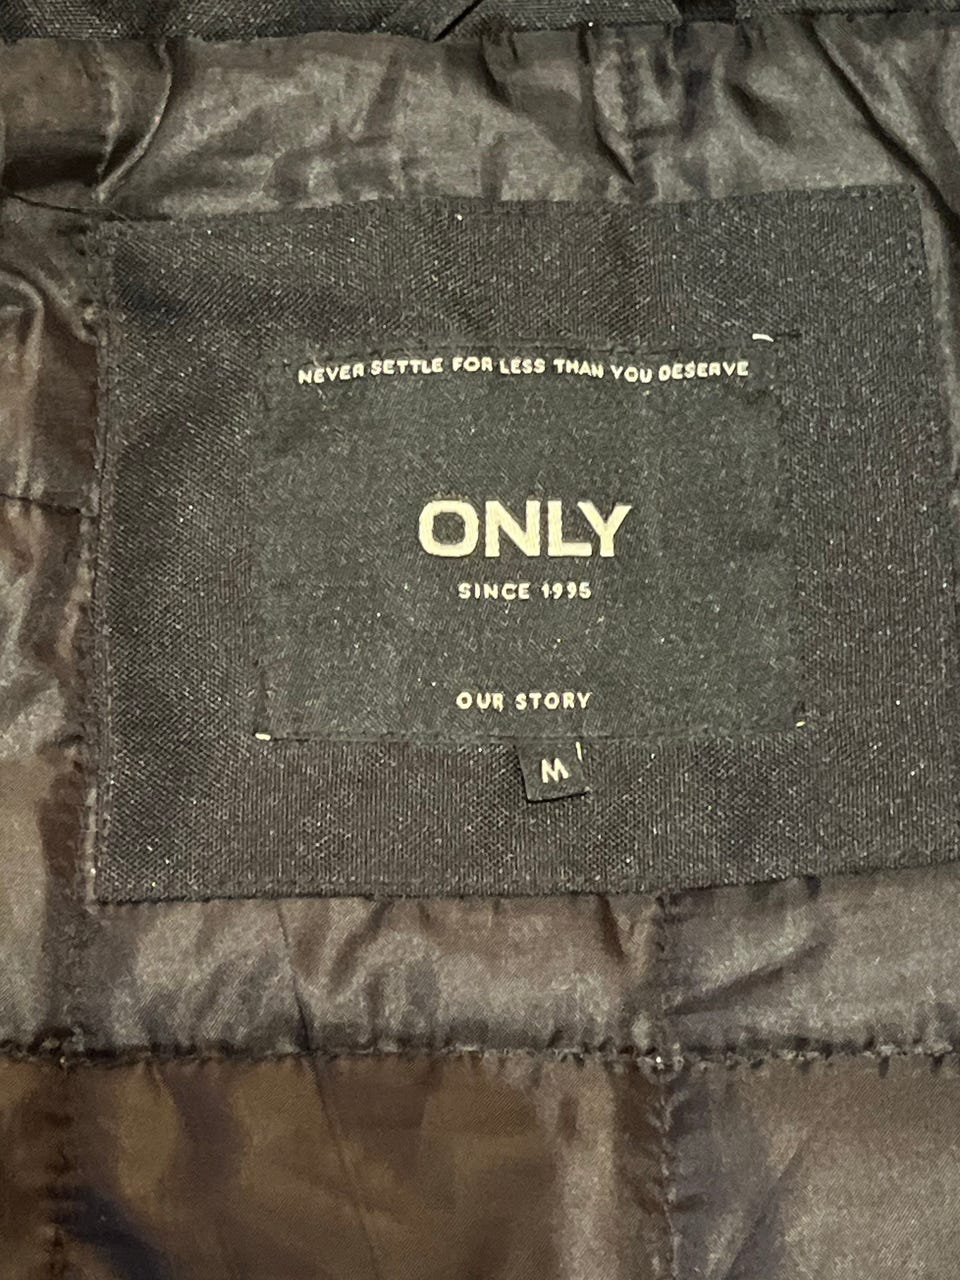 NEVER SETTLE FOR LESS THAN YOU DESERVE
ONLY
SINCE 1995
OUR STORY
M